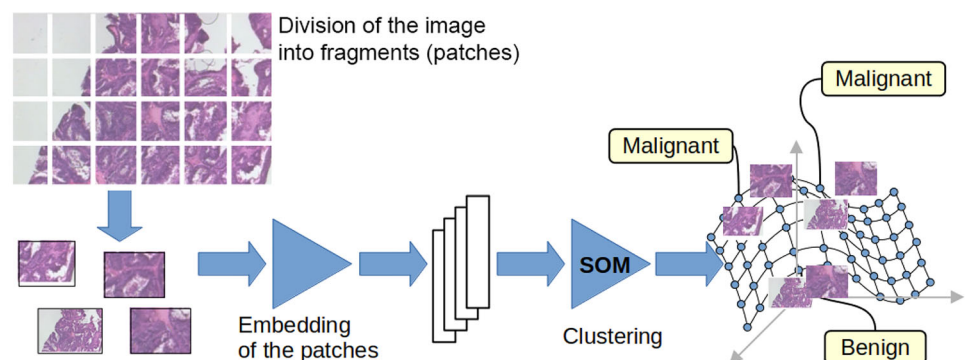 Division of the image
into fragments (patches)
Malignant
Malignant
SOM
Embedding
of the patches
Clustering
Benign